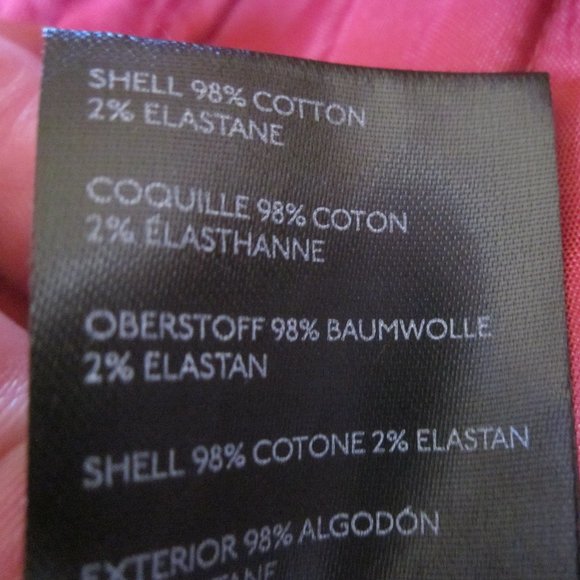 SHELL 98% COTTON
2% ELASTANE
COQUILLE 98% COTON
2% ÉLASTHANNE
OBERSTOFF 98% BAUMWOLLE
2% ELASTAN
SHELL 98% COTONE 2% ELASTAN
EXTERIOR 98% ALGODÓN